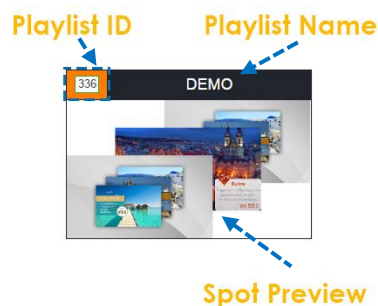 Playlist ID
Playlist Name
336
DEMO
Spot Preview